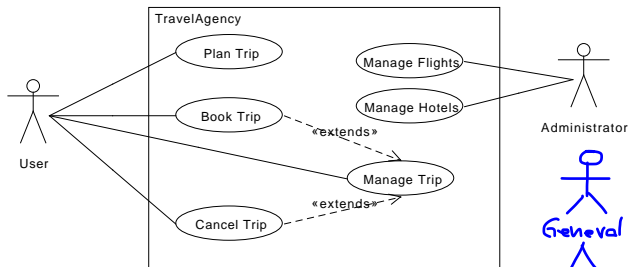 TravelAgency
Plan Trip
Manage Flights
Manage Hotels
Book Trip
«extends»
Administrator
User
Manage Trip
General
«extends»
Cancel Trip